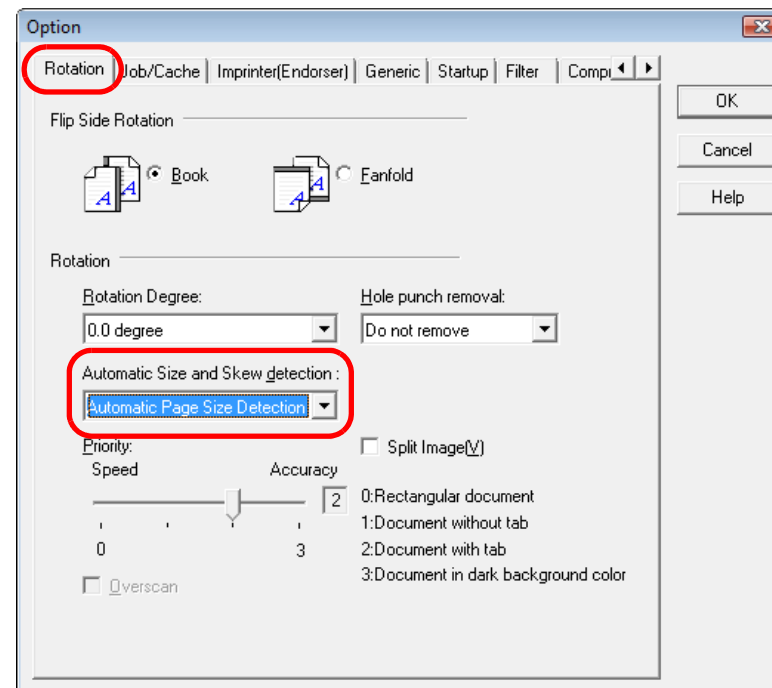 Option
Rotation Job/Cache Imprinter(Endorser) Generic Startup Filter
OK
Cancel
Help
Flip Side Rotation
A A Book A A Fanfold
Rotation
Rotation Degree: Hole punch removal:
0.0 degree Do not remove
Automatic Size and Skew detection :
Automatic Page Size Detection
Priority: Split Image(V)
Speed Accuracy
2 0:Rectangular document
1:Document without tab
0 3 2:Document with tab
Overscan 3:Document in dark background color